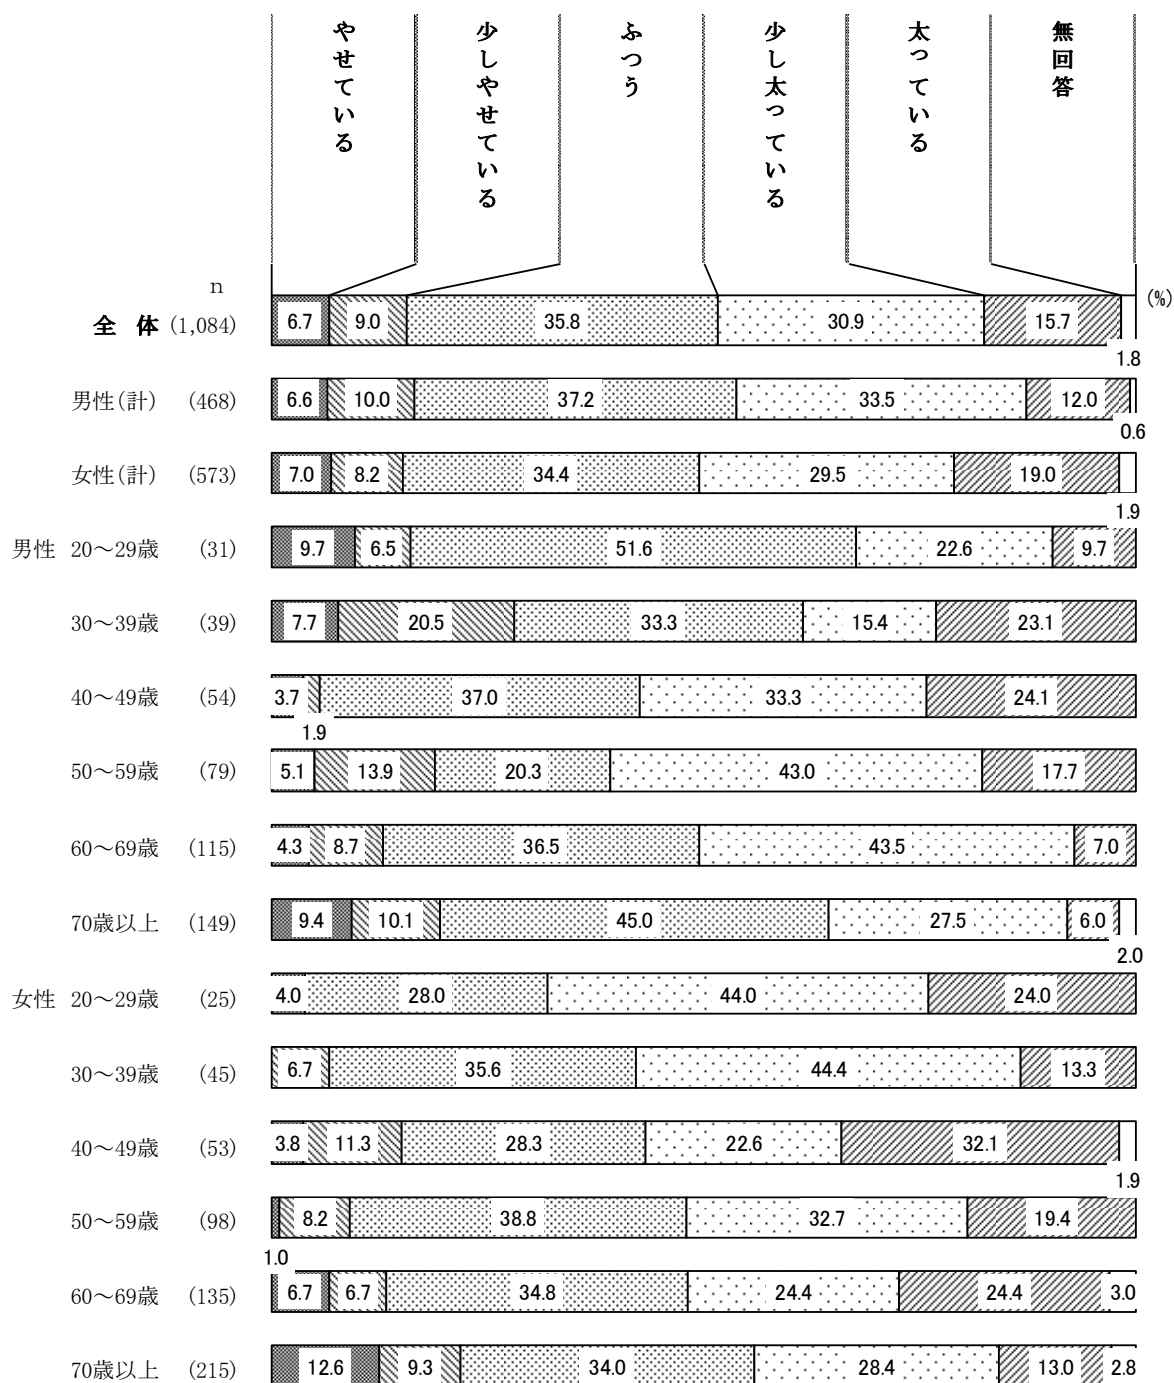 やせている
少しやせている
ふつう
少し太っている
太っている
無回答
n
(%)
全 体 (1,084) 6.7 9.0 35.8 30.9 15.7 1.8
男性(計) (468) 6.6 10.0 37.2 33.5 12.0 0.6
女性(計) (573) 7.0 8.2 34.4 29.5 19.0 1.9
男性 20〜29歳 (31) 9.7 6.5 51.6 22.6 9.7
30〜39歳 (39) 7.7 20.5 33.3 15.4 23.1
40〜49歳 (54) 3.7 1.9 37.0 33.3 24.1
50〜59歳 (79) 5.1 13.9 20.3 43.0 17.7
60〜69歳 (115) 4.3 8.7 36.5 43.5 7.0
70歳以上 (149) 9.4 10.1 45.0 27.5 6.0 2.0
女性 20〜29歳 (25) 4.0 28.0 44.0 24.0
30〜39歳 (45) 6.7 35.6 44.4 13.3
40〜49歳 (53) 3.8 11.3 28.3 22.6 32.1 1.9
50〜59歳 (98) 1.0 8.2 38.8 32.7 19.4
60〜69歳 (135) 6.7 6.7 34.8 24.4 24.4 3.0
70歳以上 (215) 12.6 9.3 34.0 28.4 13.0 2.8